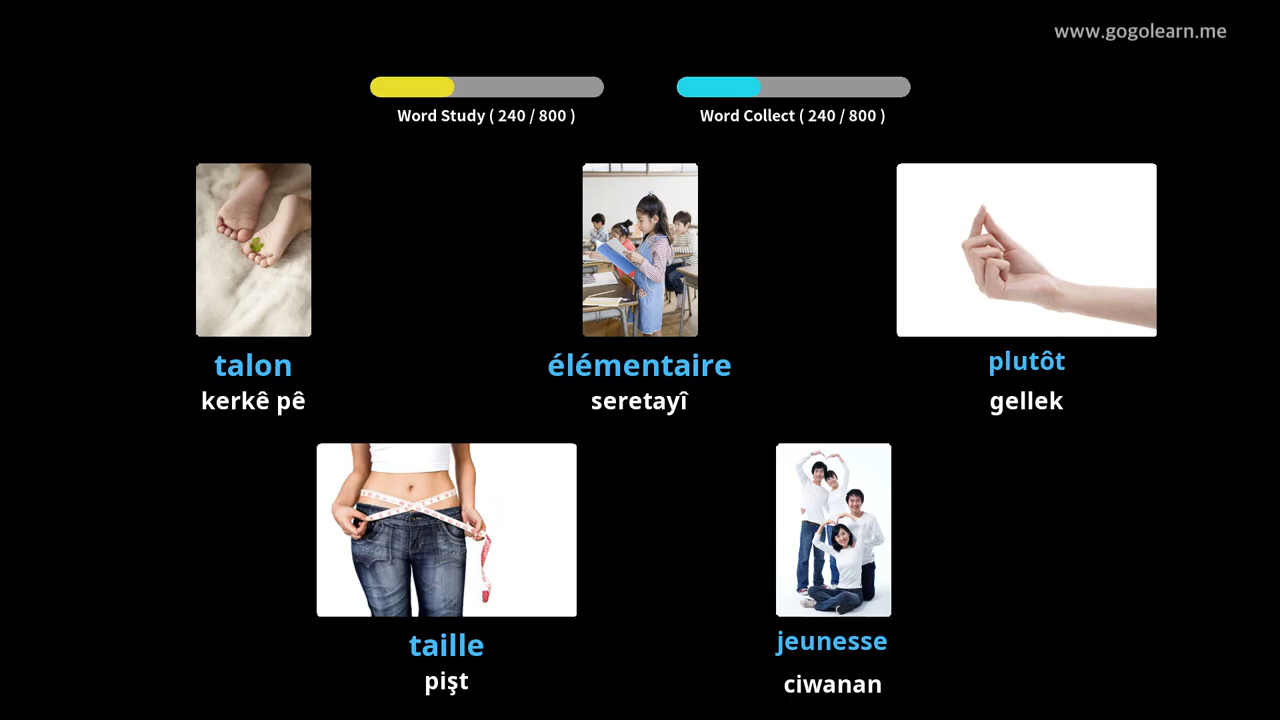 www.gogolearn.me
Word Study ( 240 / 800 )
Word Collect ( 240 / 800 )
talon
kerkê pê
élémentaire
seretayî
plutôt
gellek
taille
pişt
jeunesse
ciwanan